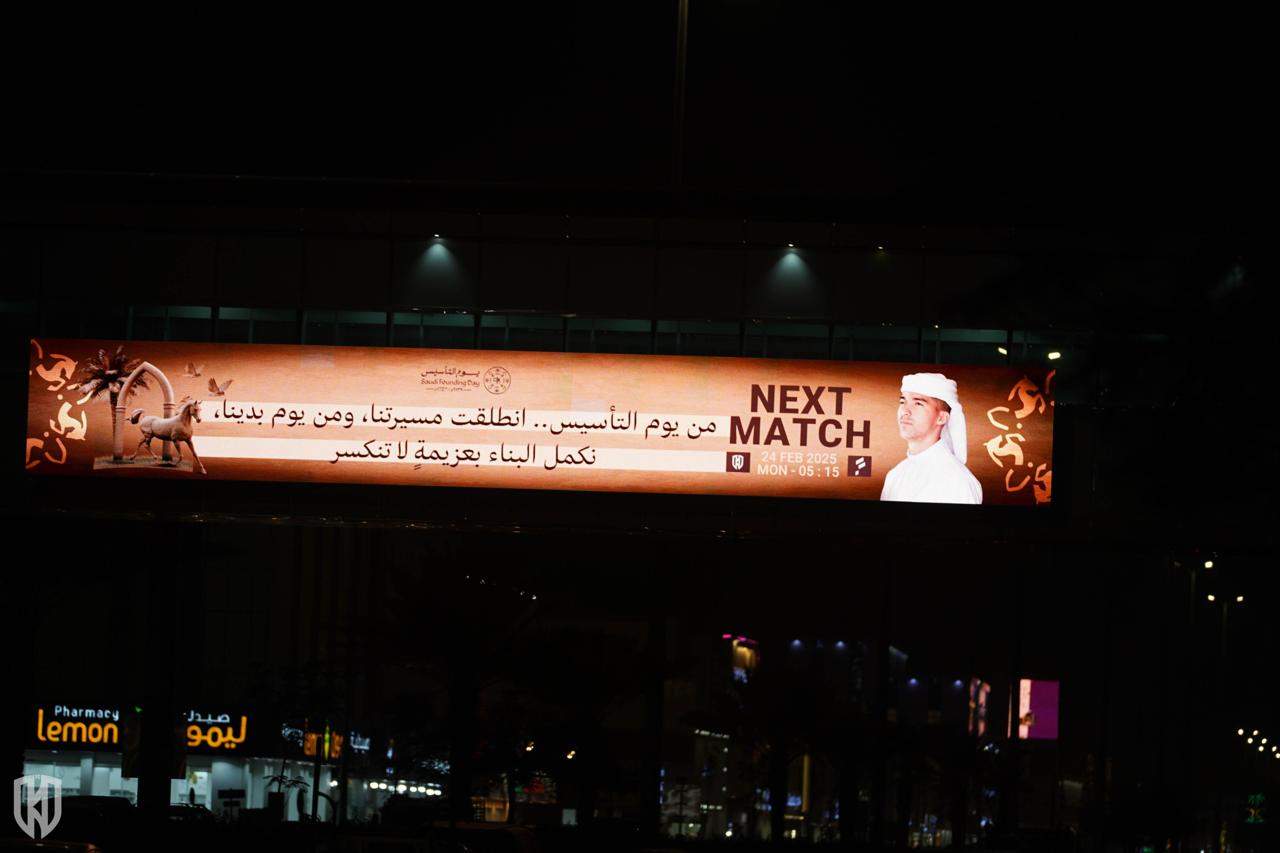 يوم التأسيس
Saudi Founding Day
من يوم التأسيس.. انطلقت مسيرتنا، ومن يوم بدينا،
نكمل البناء بعزيمةٍ لا تنكسر
NEXT
MATCH
24 FEB 2025
MON - 05 : 15
Pharmacy
Lemon
ليمو